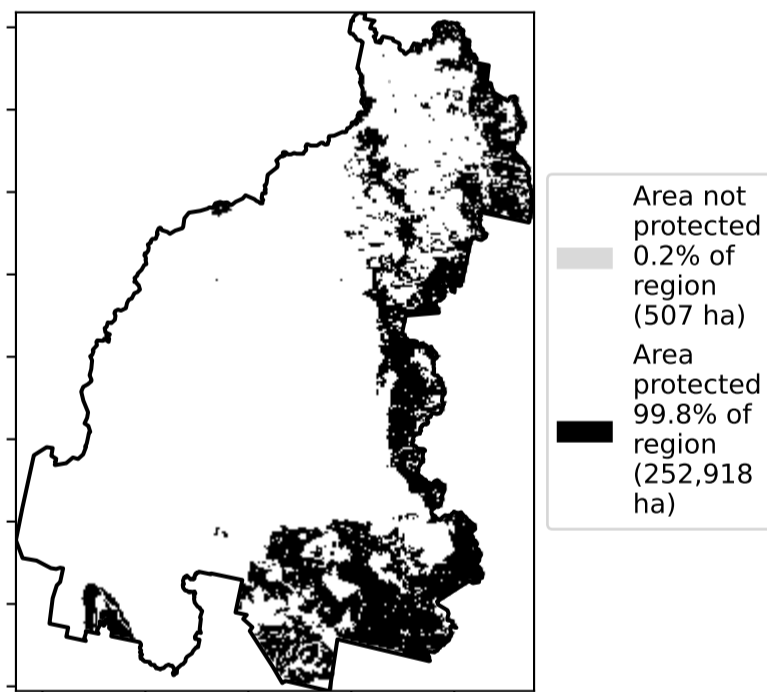 Area not
protected
0.2% of
region
(507 ha)
Area
protected
99.8% of
region
(252,918
ha)